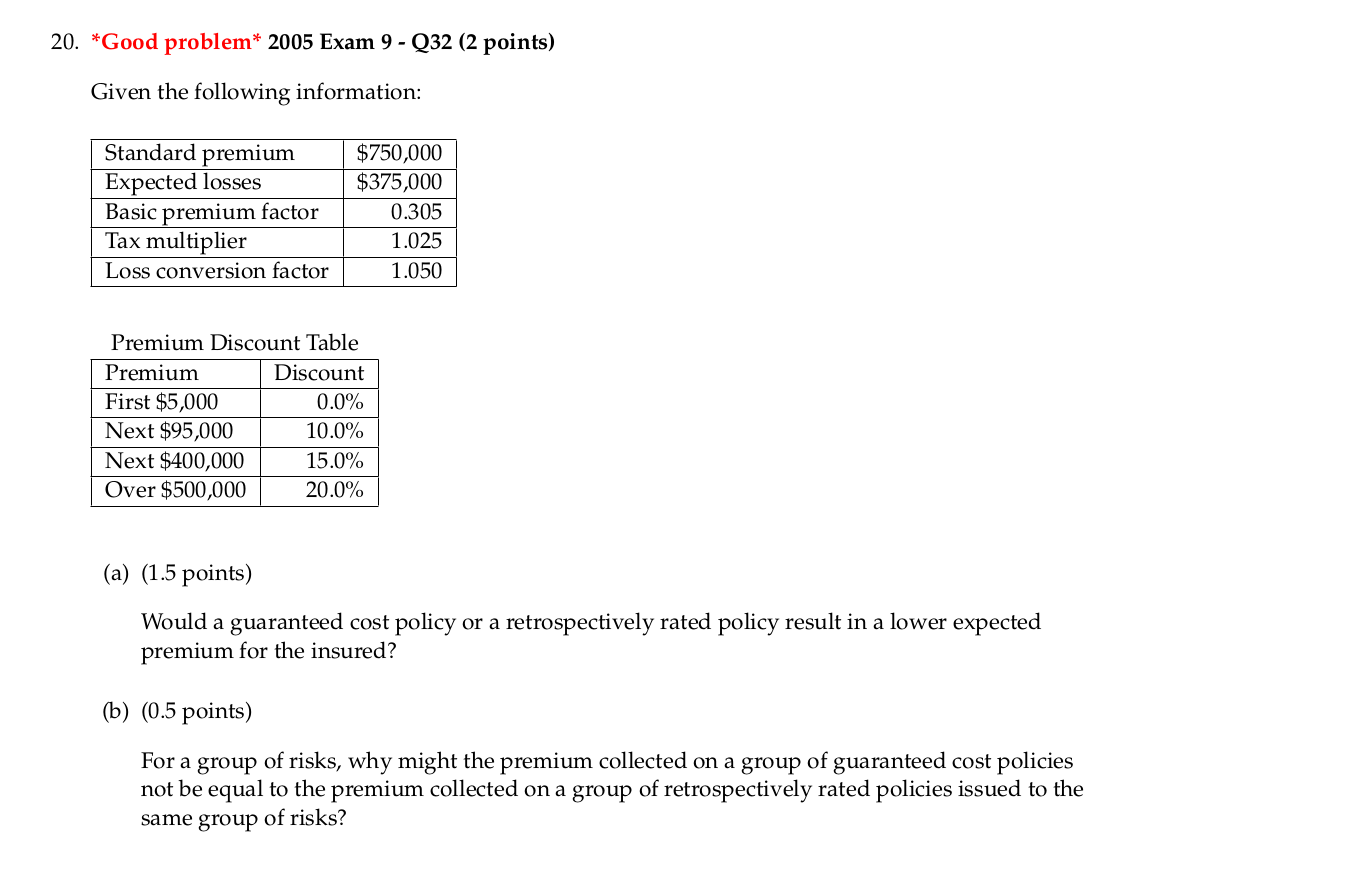 20. *Good problem* 2005 Exam 9 - Q32 (2 points)
Given the following information:
Standard premium $750,000
Expected losses $375,000
Basic premium factor 0.305
Tax multiplier 1.025
Loss conversion factor 1.050
Premium Discount Table
Premium Discount
First $5,000 0.0%
Next $95,000 10.0%
Next $400,000 15.0%
Over $500,000 20.0%
(a) (1.5 points)
Would a guaranteed cost policy or a retrospectively rated policy result in a lower expected
premium for the insured?
(b) (0.5 points)
For a group of risks, why might the premium collected on a group of guaranteed cost policies
not be equal to the premium collected on a group of retrospectively rated policies issued to the
same group of risks?